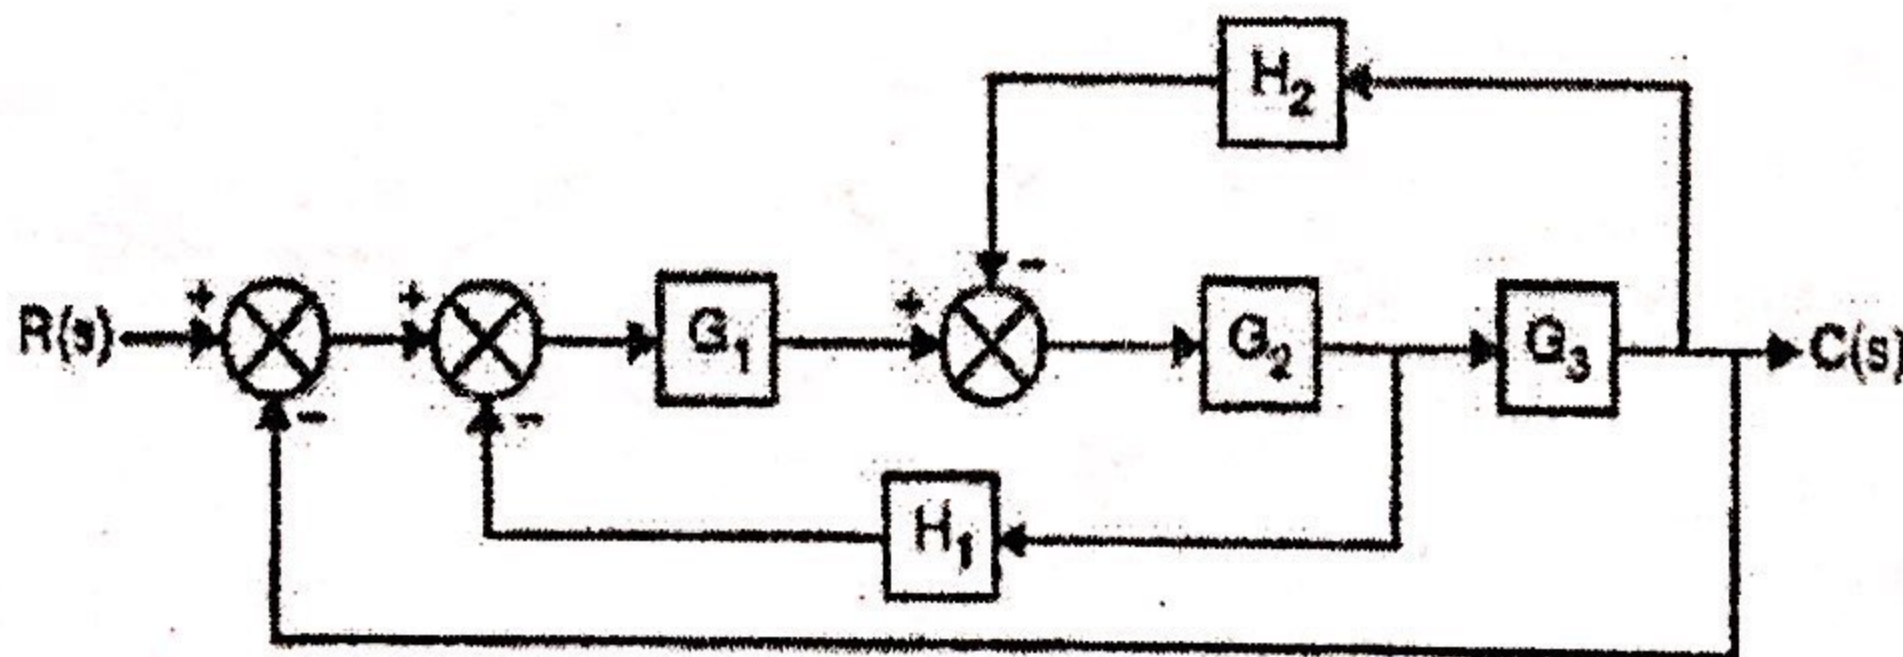 H₂
-
+
+
+
R(s)
G₁
G₂
G₃
C(s)
-
-
H₁